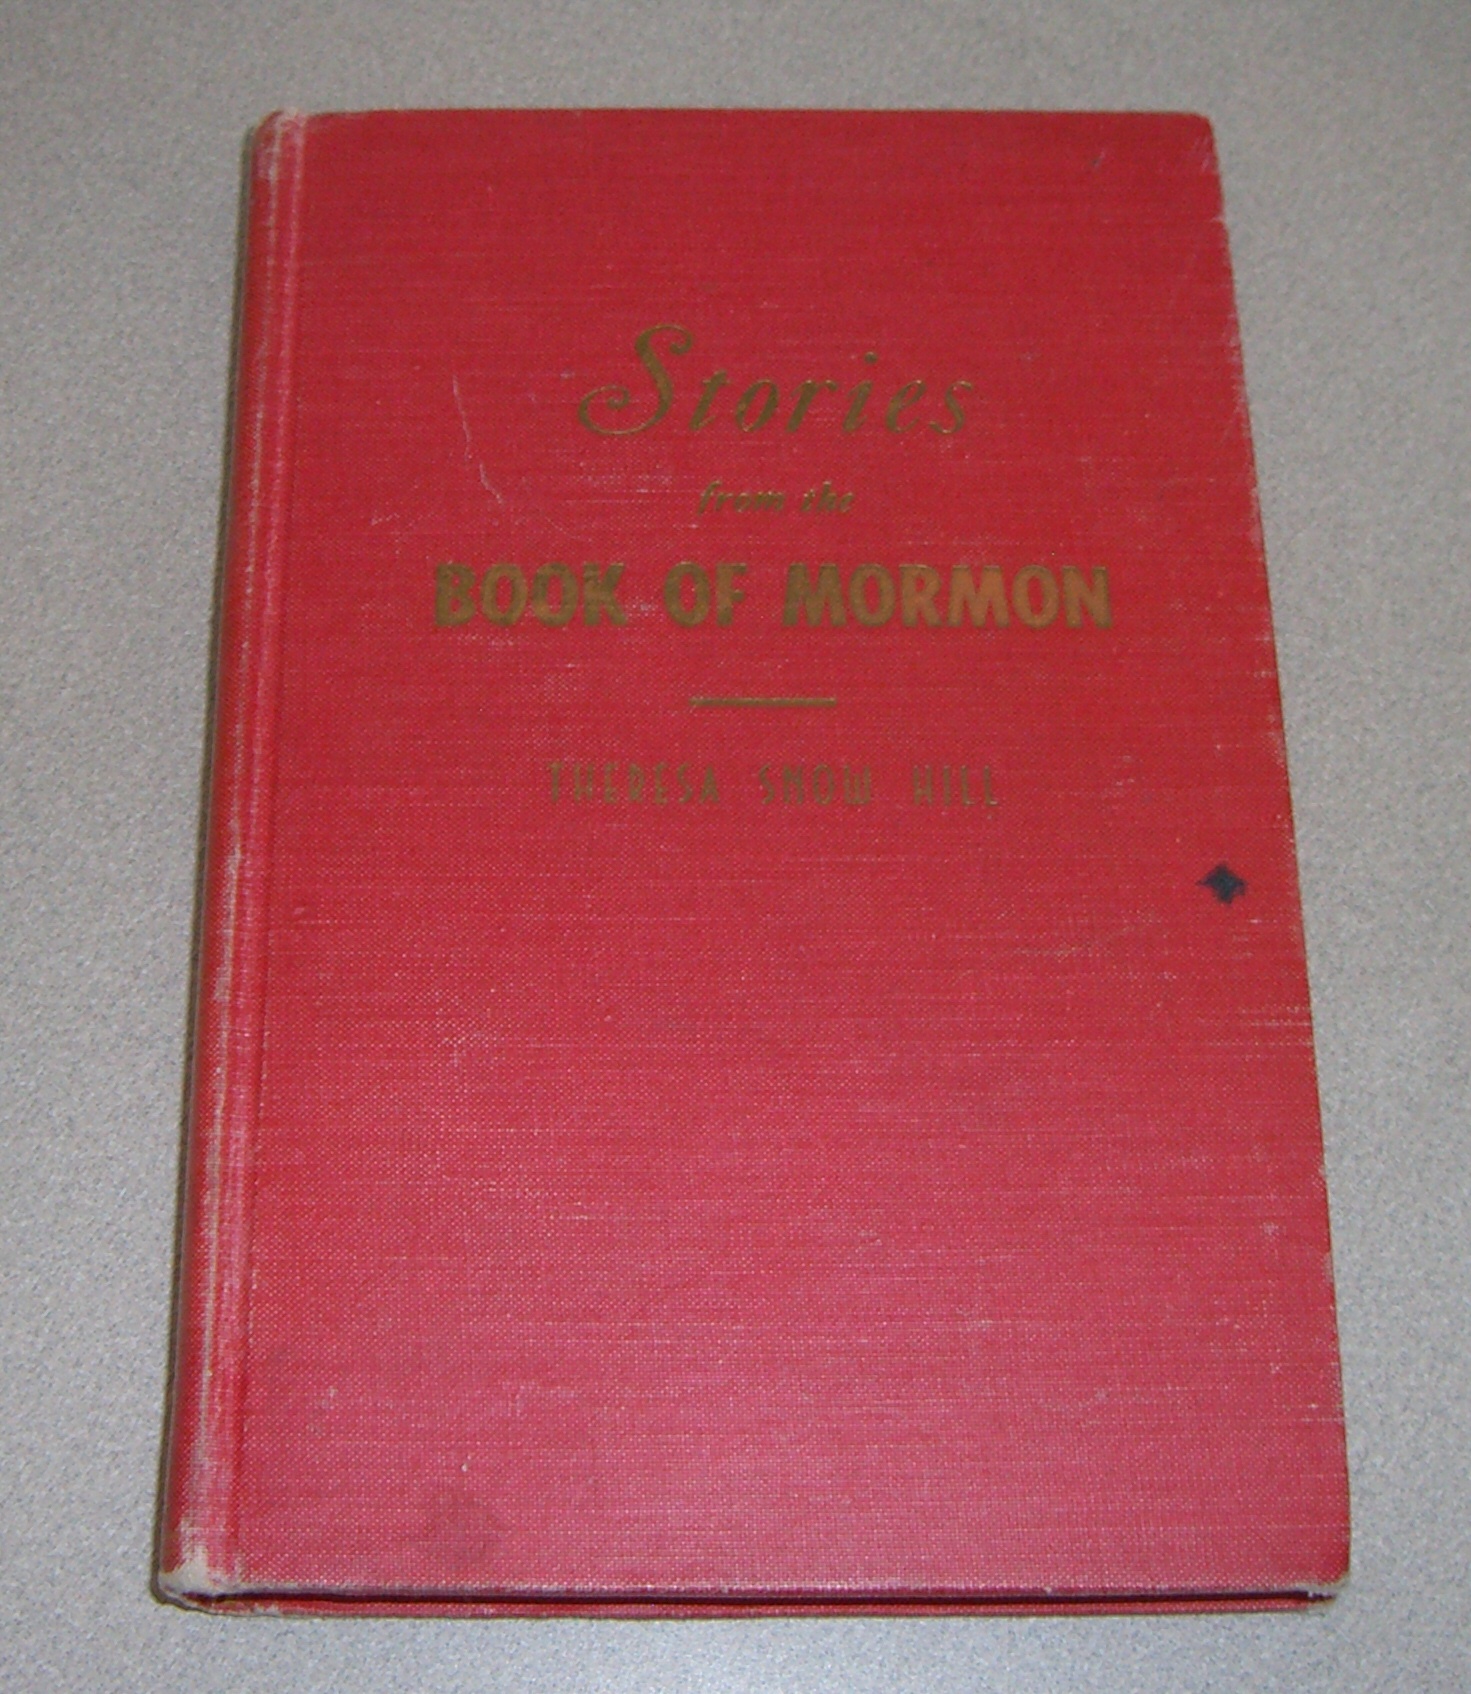 Stories
from the
BOOK OF MORMON
THERESA SNOW HILL